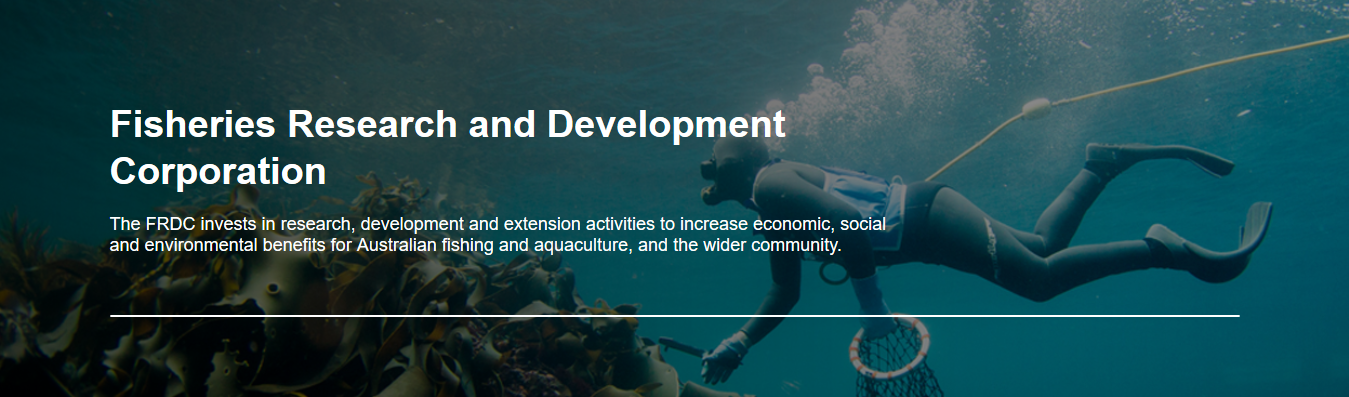 Fisheries Research and Development
Corporation
The FRDC invests in research, development and extension activities to increase economic, social
and environmental benefits for Australian fishing and aquaculture, and the wider community.